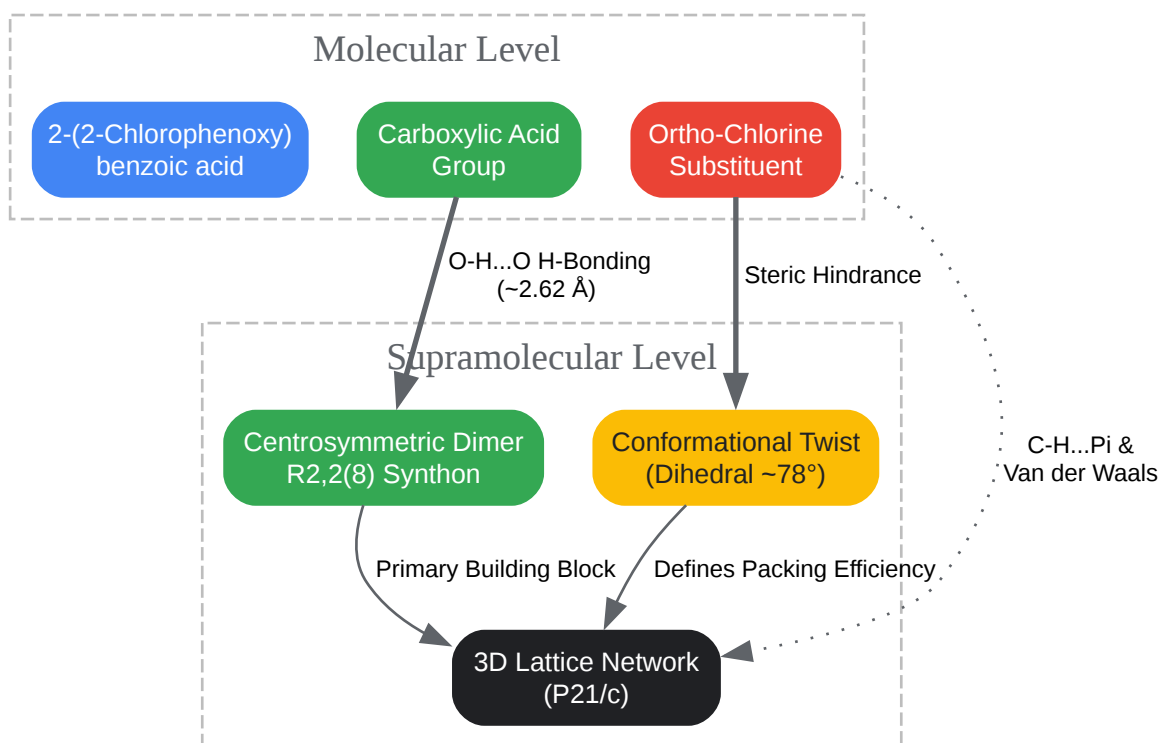 Molecular Level
2-(2-Chlorophenoxy)
benzoic acid
Carboxylic Acid
Group
Ortho-Chlorine
Substituent
O-H...O H-Bonding
(~2.62 Å)
Steric Hindrance
Supramolecular Level
Centrosymmetric Dimer
R2,2(8) Synthon
Conformational Twist
(Dihedral ~78°)
C-H...Pi &
Van der Waals
Primary Building Block
Defines Packing Efficiency
3D Lattice Network
(P21/c)